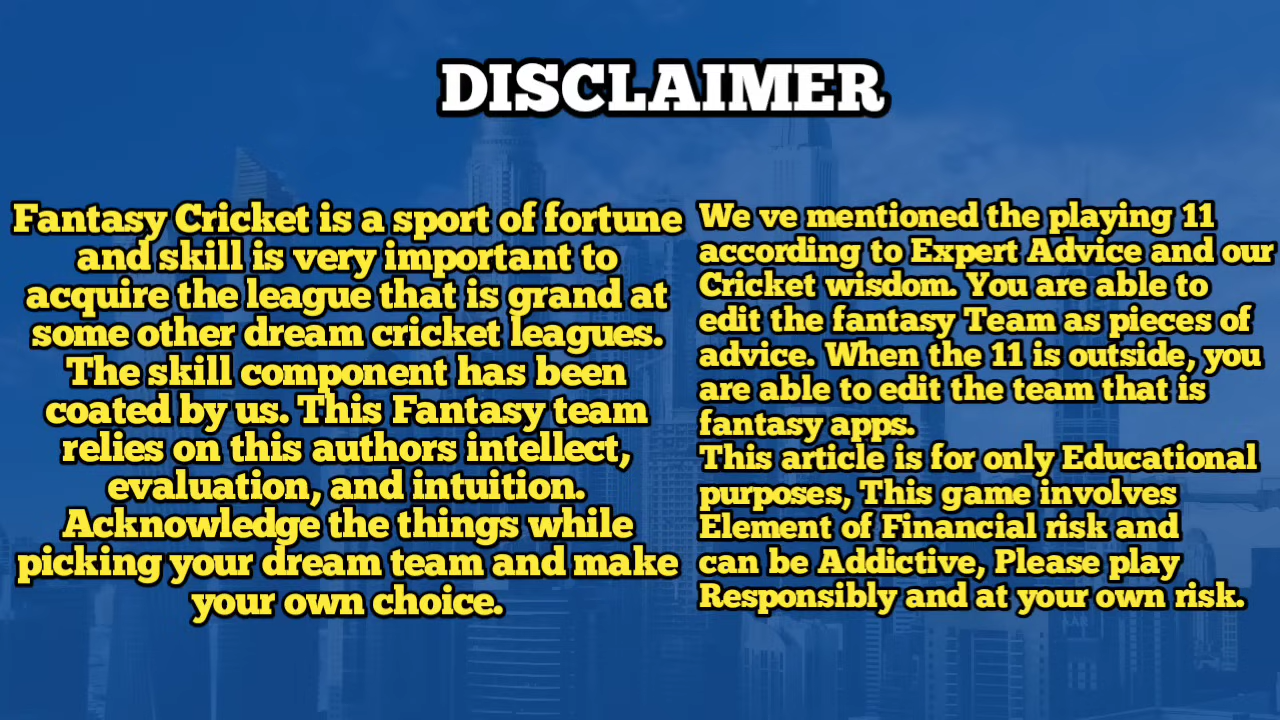 DISCLAIMER
Fantasy Cricket is a sport of fortune
and skill is very important to
acquire the league that is grand at
some other dream cricket leagues.
The skill component has been
coated by us. This Fantasy team
relies on this authors intellect,
evaluation, and intuition.
Acknowledge the things while
picking your dream team and make
your own choice.
We ve mentioned the playing 11
according to Expert Advice and our
Cricket wisdom. You are able to
edit the fantasy Team as pieces of
advice. When the 11 is outside, you
are able to edit the team that is
fantasy apps.
This article is for only Educational
purposes, This game involves
Element of Financial risk and
can be Addictive, Please play
Responsibly and at your own risk.